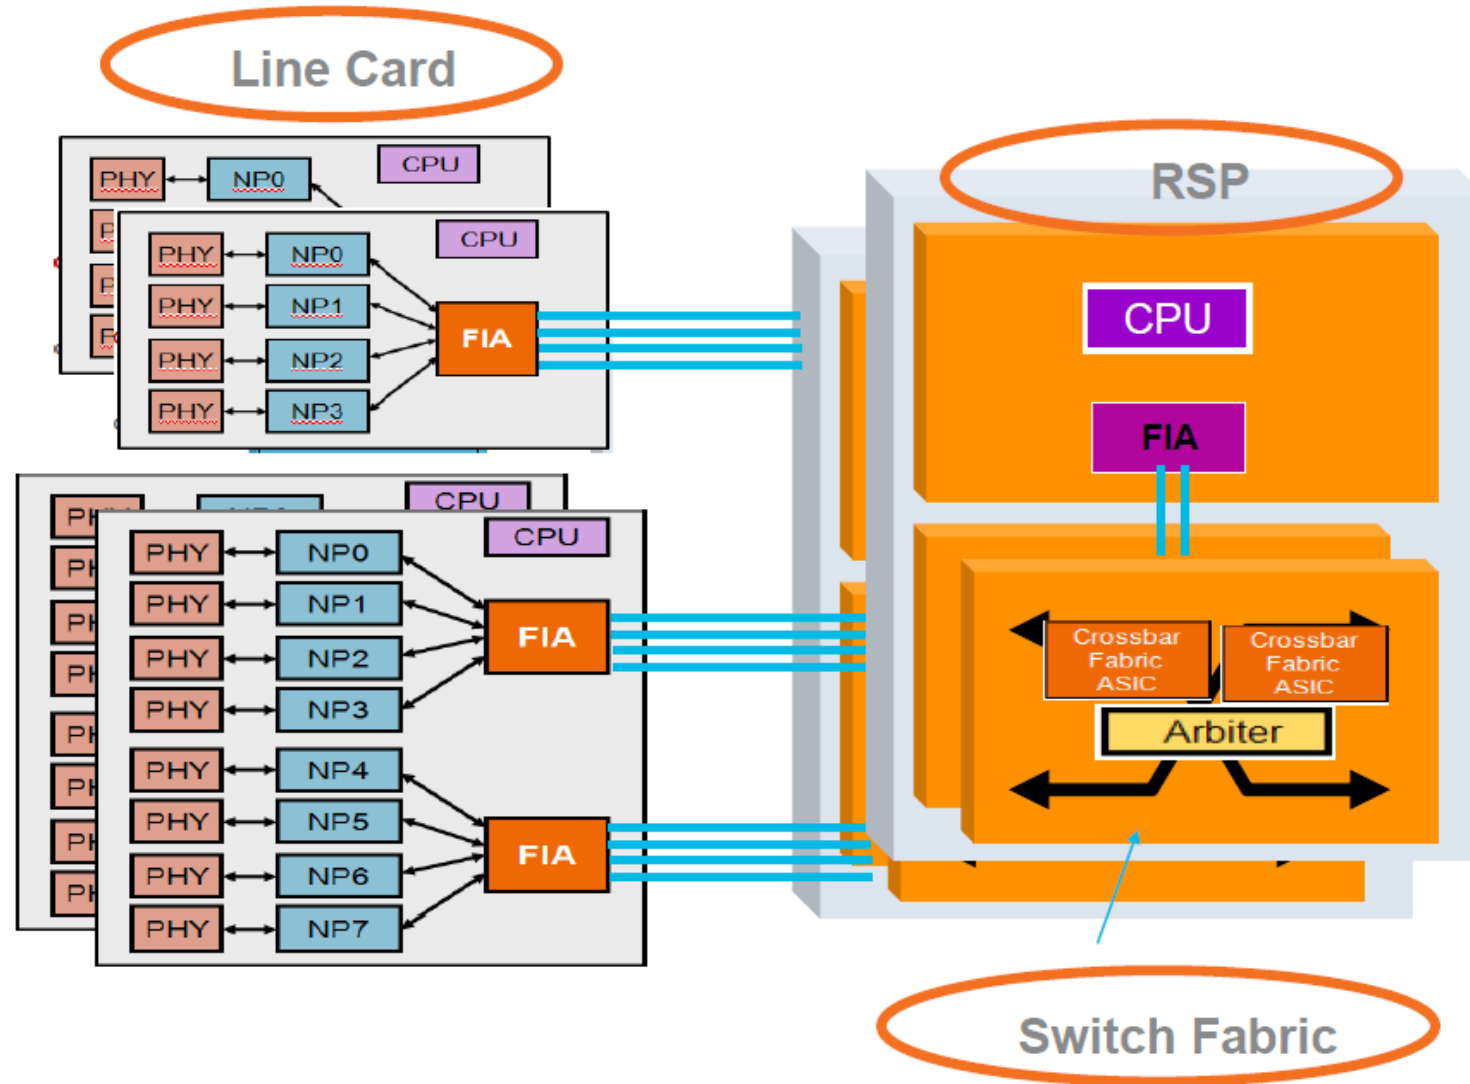 Line Card
RSP
CPU
PHY NP0
CPU
PHY NP0
PHY NP1
FIA
PHY NP2
PHY NP3
CPU
FIA
CPU
CPU
PHY NP0
PHY NP1
FIA
PHY NP2
PHY NP3
PHY NP4
PHY NP5
FIA
PHY NP6
PHY NP7
Crossbar
Fabric
ASIC
Crossbar
Fabric
ASIC
Arbiter
Switch Fabric